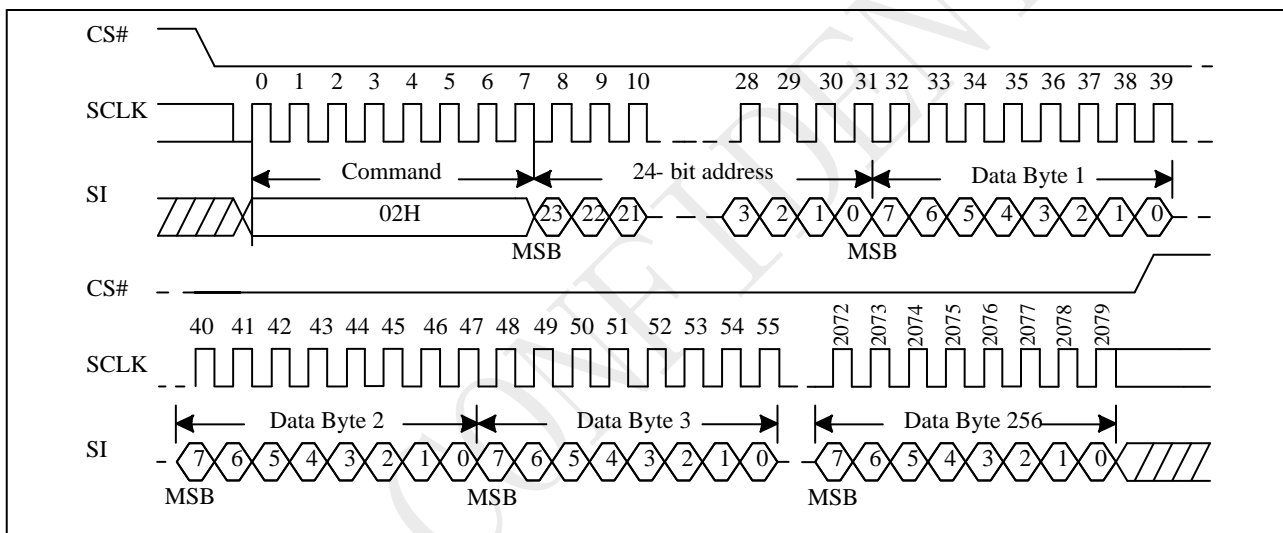 CS#
0 1 2 3 4 5 6 7 8 9 10 28 29 30 31 32 33 34 35 36 37 38 39
SCLK
Command 24- bit address Data Byte 1
SI
02H 23 22 21 3 2 1 0 7 6 5 4 3 2 1 0
MSB MSB
CS#
40 41 42 43 44 45 46 47 48 49 50 51 52 53 54 55 2072 2073 2074 2075 2076 2077 2078 2079
SCLK
Data Byte 2 Data Byte 3 Data Byte 256
SI
7 6 5 4 3 2 1 0 7 6 5 4 3 2 1 0 7 6 5 4 3 2 1 0
MSB MSB MSB
CONFIDEN